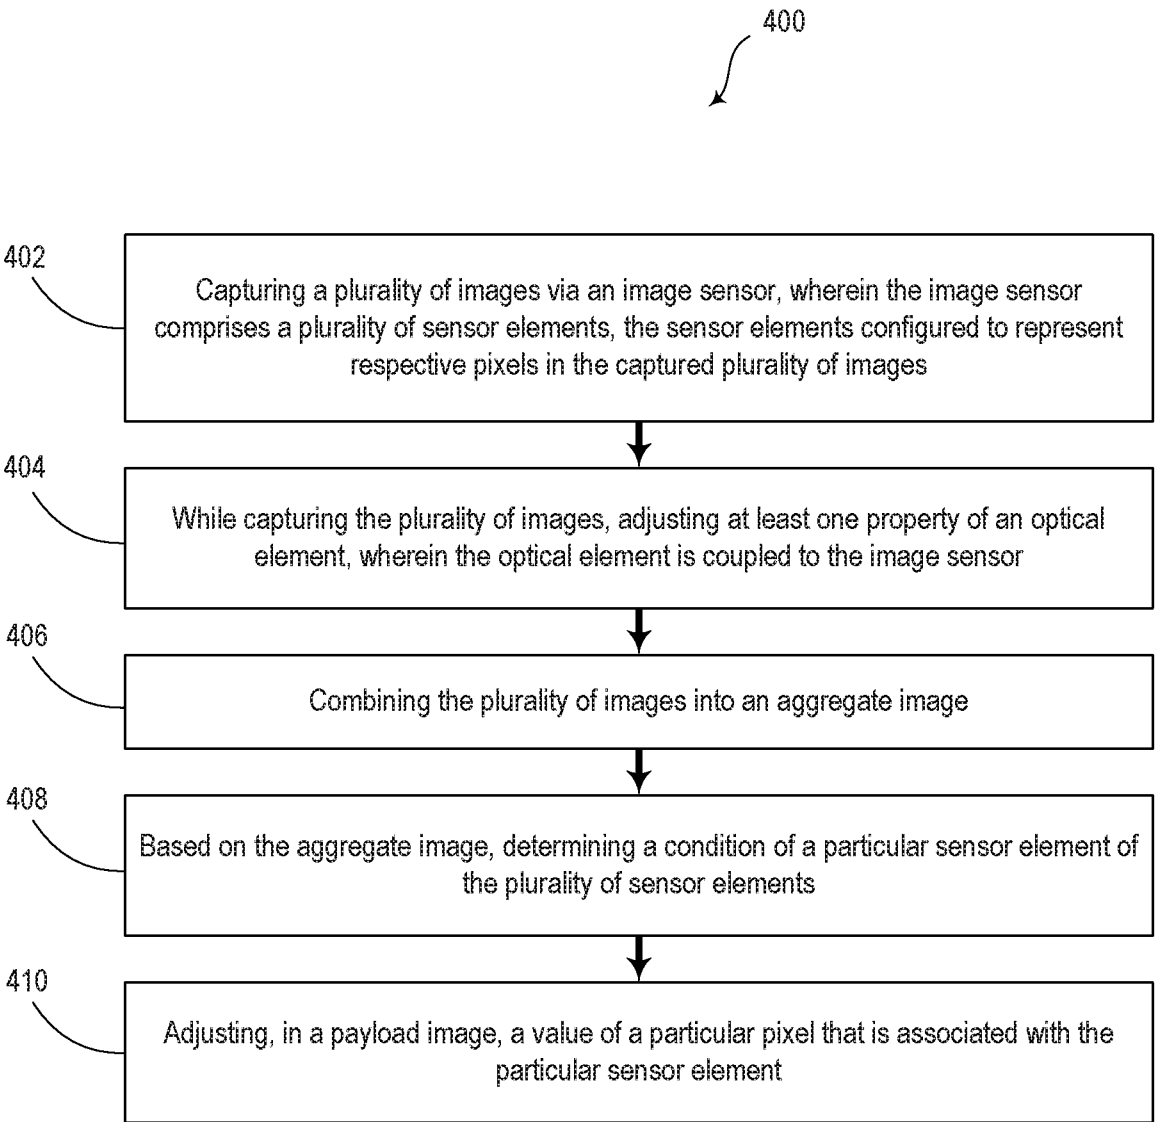 400
402
Capturing a plurality of images via an image sensor, wherein the image sensor
comprises a plurality of sensor elements, the sensor elements configured to represent
respective pixels in the captured plurality of images
404
While capturing the plurality of images, adjusting at least one property of an optical
element, wherein the optical element is coupled to the image sensor
406
Combining the plurality of images into an aggregate image
408
Based on the aggregate image, determining a condition of a particular sensor element of
the plurality of sensor elements
410
Adjusting, in a payload image, a value of a particular pixel that is associated with the
particular sensor element